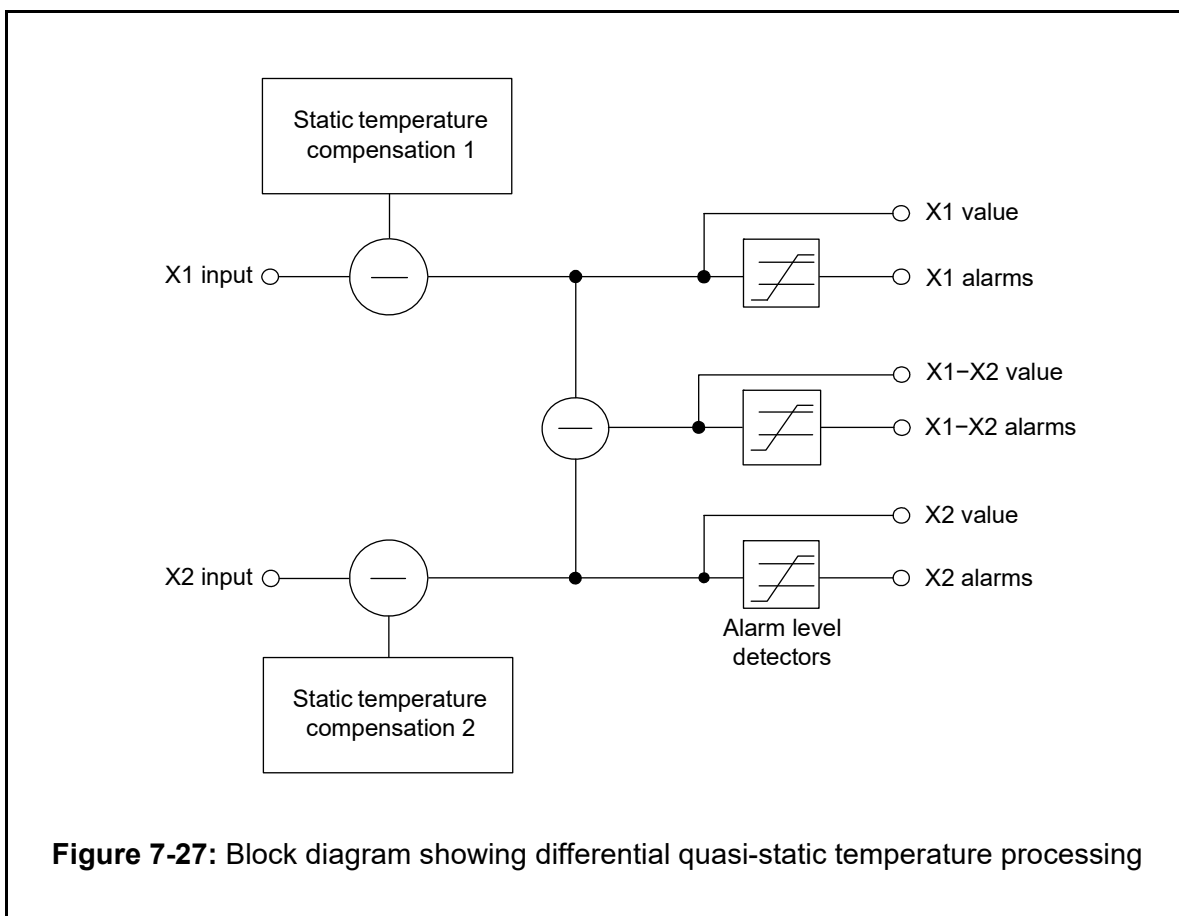 Static temperature
compensation 1
X1 input
X1 value
X1 alarms
X1−X2 value
X1−X2 alarms
X2 input
X2 value
X2 alarms
Alarm level
detectors
Static temperature
compensation 2
Figure 7-27: Block diagram showing differential quasi-static temperature processing